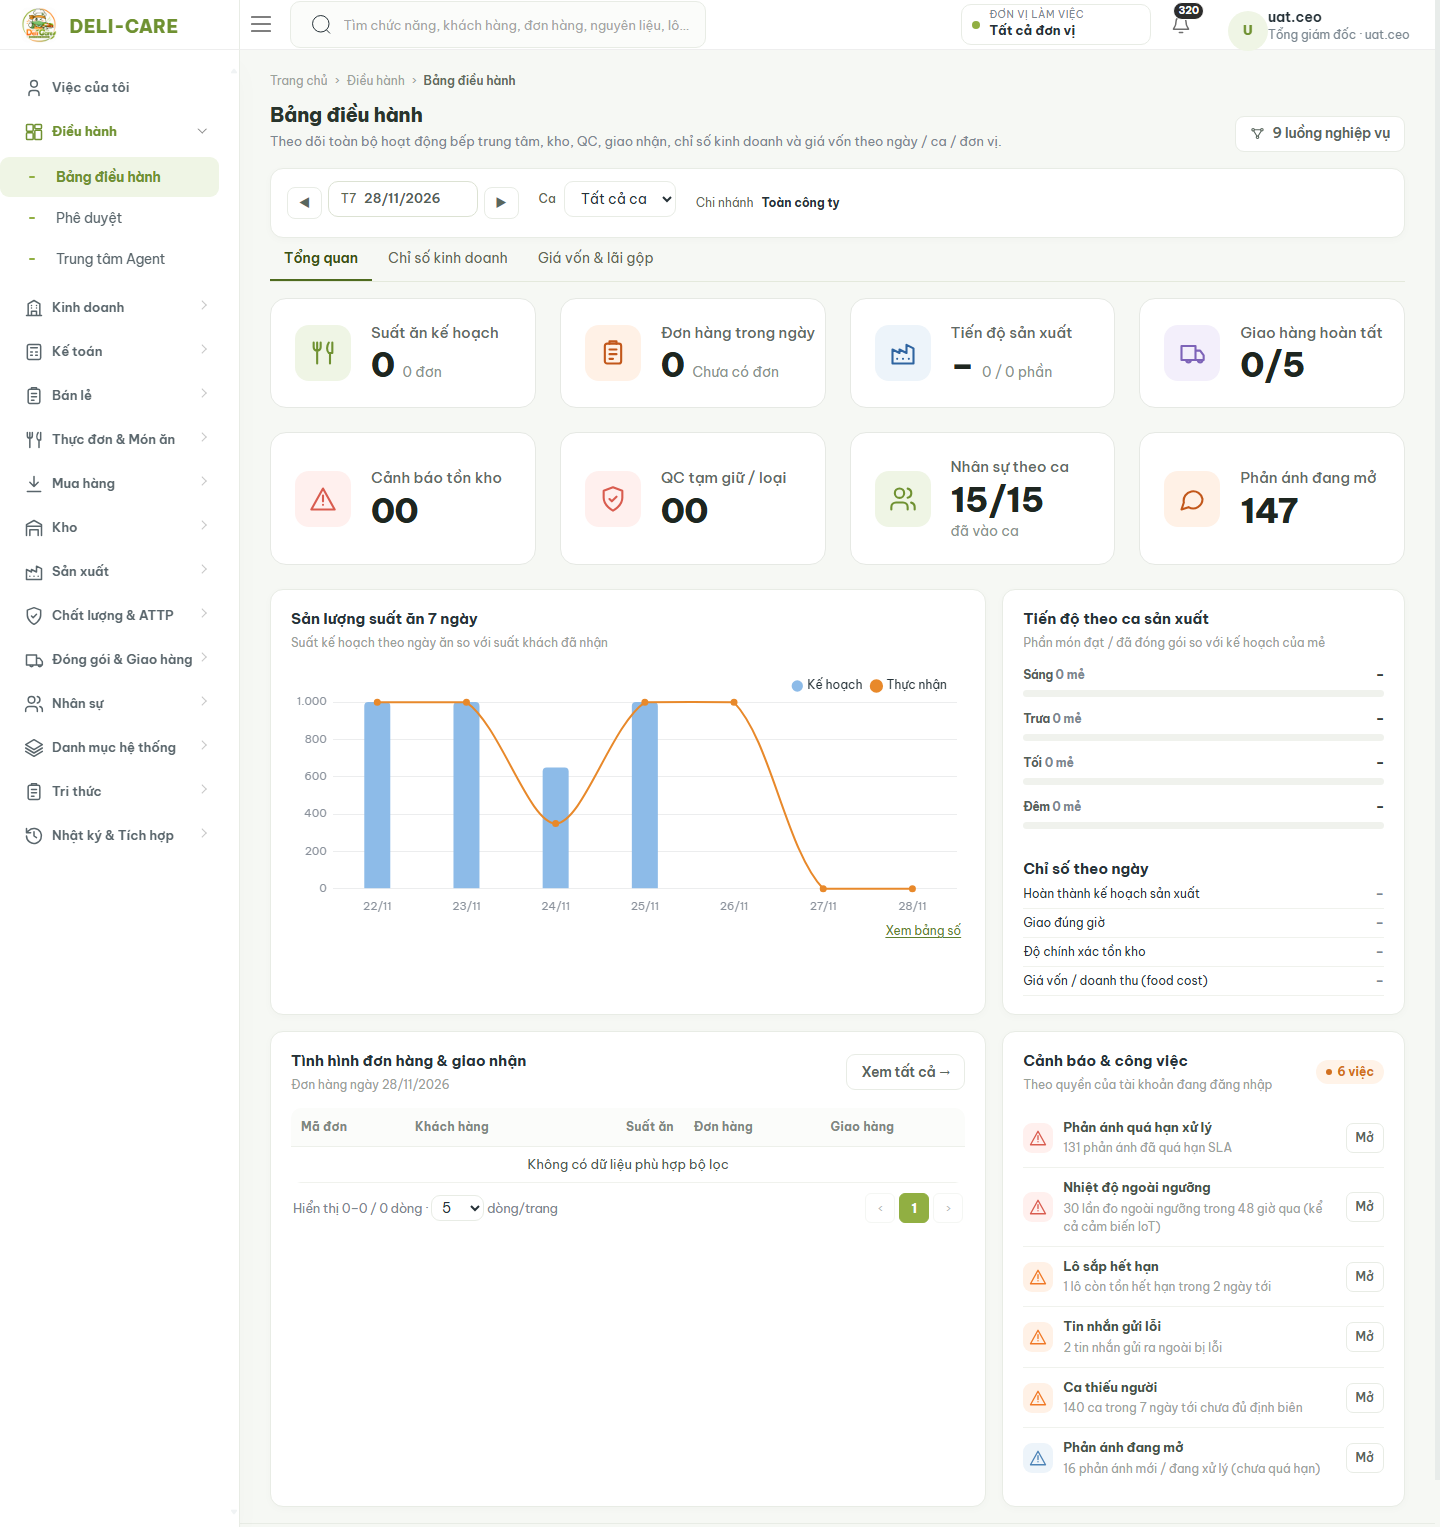 DELI-CARE
Tìm chức năng, khách hàng, đơn hàng, nguyên liệu, lô...
ĐƠN VỊ LÀM VIỆC
Tất cả đơn vị
320
U
uat.ceo
Tổng giám đốc · uat.ceo
Việc của tôi
Điều hành
Bảng điều hành
Phê duyệt
Trung tâm Agent
Kinh doanh
Kế toán
Bán lẻ
Thực đơn & Món ăn
Mua hàng
Kho
Sản xuất
Chất lượng & ATTP
Đóng gói & Giao hàng
Nhân sự
Danh mục hệ thống
Tri thức
Nhật ký & Tích hợp
Trang chủ › Điều hành › Bảng điều hành
Bảng điều hành
Theo dõi toàn bộ hoạt động bếp trung tâm, kho, QC, giao nhận, chỉ số kinh doanh và giá vốn theo ngày / ca / đơn vị.
9 luồng nghiệp vụ
◀ T7 28/11/2026 ▶ Ca Tất cả ca Chi nhánh Toàn công ty
Tổng quan Chỉ số kinh doanh Giá vốn & lãi gộp
Suất ăn kế hoạch
0 0 đơn
Đơn hàng trong ngày
0 Chưa có đơn
Tiến độ sản xuất
– 0 / 0 phần
Giao hàng hoàn tất
0/5
Cảnh báo tồn kho
00
QC tạm giữ / loại
00
Nhân sự theo ca
15/15
đã vào ca
Phản ánh đang mở
147
Sản lượng suất ăn 7 ngày
Suất kế hoạch theo ngày ăn so với suất khách đã nhận
Kế hoạch Thực nhận
1.000
800
600
400
200
0
22/11 23/11 24/11 25/11 26/11 27/11 28/11
Xem bảng số
Tiến độ theo ca sản xuất
Phần món đạt / đã đóng gói so với kế hoạch của mẻ
Sáng 0 mẻ –
Trưa 0 mẻ –
Tối 0 mẻ –
Đêm 0 mẻ –
Chỉ số theo ngày
Hoàn thành kế hoạch sản xuất –
Giao đúng giờ –
Độ chính xác tồn kho –
Giá vốn / doanh thu (food cost) –
Tình hình đơn hàng & giao nhận
Đơn hàng ngày 28/11/2026
Xem tất cả →
Mã đơn Khách hàng Suất ăn Đơn hàng Giao hàng
Không có dữ liệu phù hợp bộ lọc
Hiển thị 0–0 / 0 dòng · 5 dòng/trang
‹ 1 ›
Cảnh báo & công việc
Theo quyền của tài khoản đang đăng nhập
6 việc
Phản ánh quá hạn xử lý
131 phản ánh đã quá hạn SLA
Mở
Nhiệt độ ngoài ngưỡng
30 lần đo ngoài ngưỡng trong 48 giờ qua (kể
cả cảm biến IoT)
Mở
Lô sắp hết hạn
1 lô còn tồn hết hạn trong 2 ngày tới
Mở
Tin nhắn gửi lỗi
2 tin nhắn gửi ra ngoài bị lỗi
Mở
Ca thiếu người
140 ca trong 7 ngày tới chưa đủ định biên
Mở
Phản ánh đang mở
16 phản ánh mới / đang xử lý (chưa quá hạn)
Mở